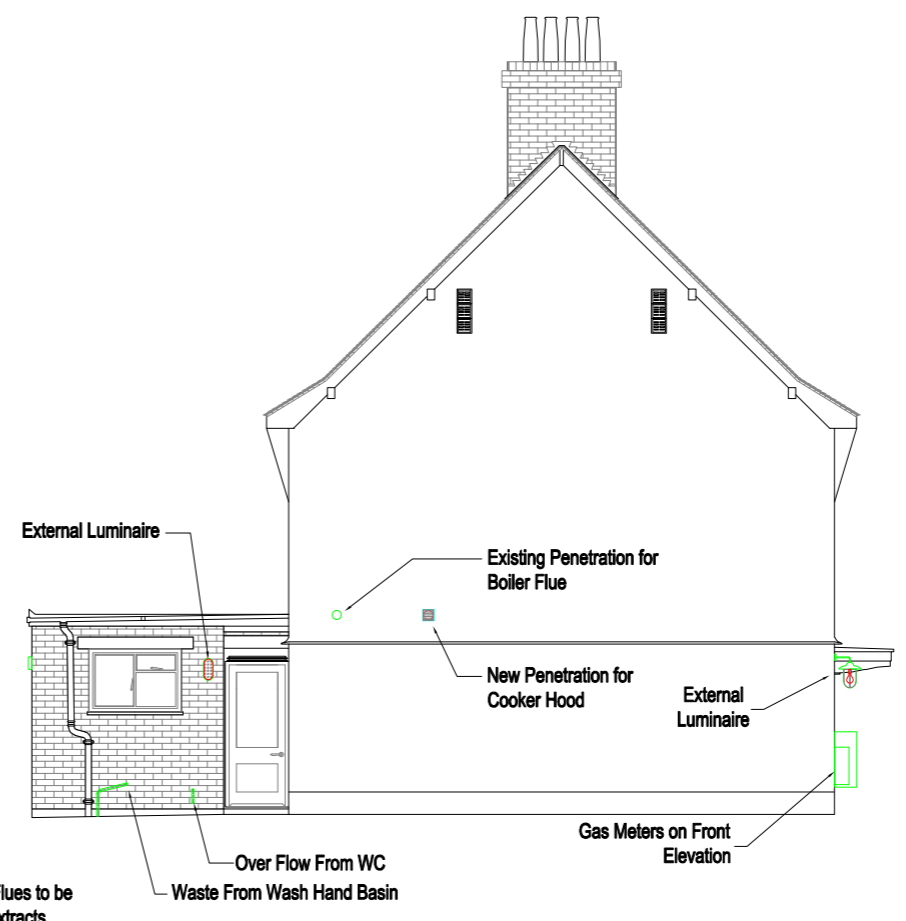 External Luminaire
Existing Penetration for
Boiler Flue
New Penetration for
Cooker Hood
External
Luminaire
Gas Meters on Front
Elevation
Over Flow From WC
Waste From Wash Hand Basin
to be